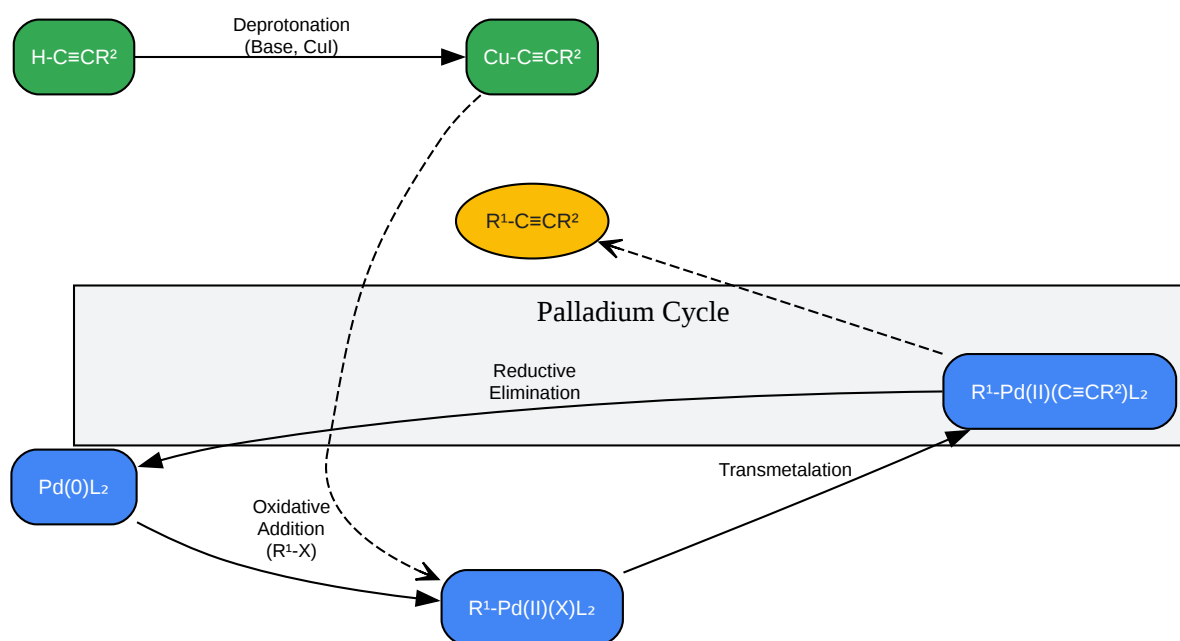 Deprotonation
(Base, CuI)
H-C≡CR²
Cu-C≡CR²
R¹-C≡CR²
Palladium Cycle
Reductive
Elimination
R¹-Pd(II)(C≡CR²)L₂
Transmetalation
Pd(0)L₂
Oxidative
Addition
(R¹-X)
R¹-Pd(II)(X)L₂